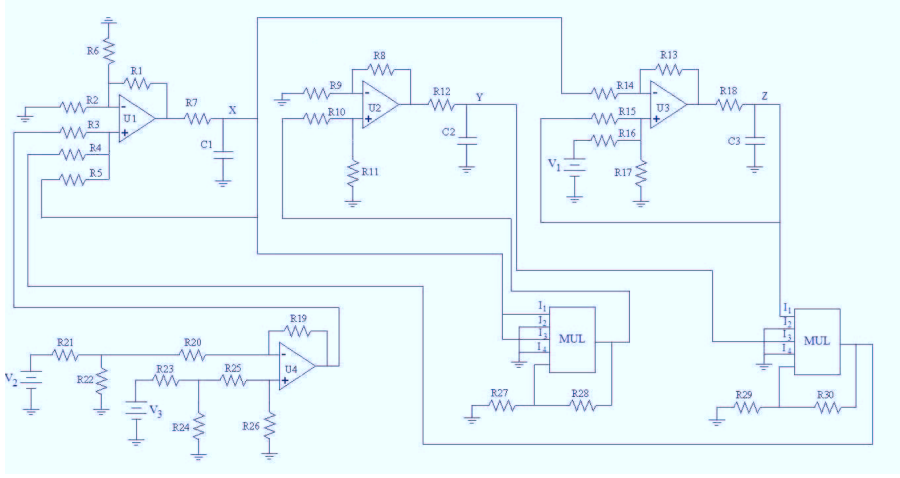 R6
R1
R2
U1
R7
X
R3
R4
R5
C1
R8
R9
R10
U2
R12
Y
C2
R11
R13
R14
R15
U3
R18
Z
R16
V1
C3
R17
R19
R21
R20
U4
V2
R22
R23
R25
V3
R24
R26
I1
I2
I3
I4
MUL
R27
R28
I1
I2
I3
I4
MUL
R29
R30